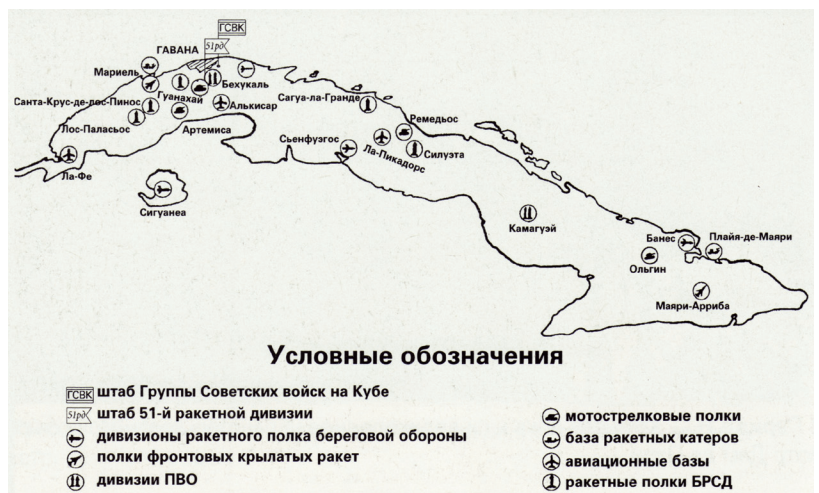 ГСВК
51рд
ГАВАНА
Мариель
Бехукаль
Гуанахай
Санта-Крус-де-лос-Пинос
Алькисар
Сагуа-ла-Гранде
Лос-Паласьос
Артемиса
Ремедьос
Сьенфуэгос
Ла-Пикадорс
Силуэта
Ла-Фе
Сигуанеа
Камагуэй
Банес
Плайя-де-Маяри
Ольгин
Маяри-Арриба
Условные обозначения
ГСВК штаб Группы Советских войск на Кубе
51рд штаб 51-й ракетной дивизии
дивизионы ракетного полка береговой обороны
полки фронтовых крылатых ракет
дивизии ПВО
мотострелковые полки
база ракетных катеров
авиационные базы
ракетные полки БРСД